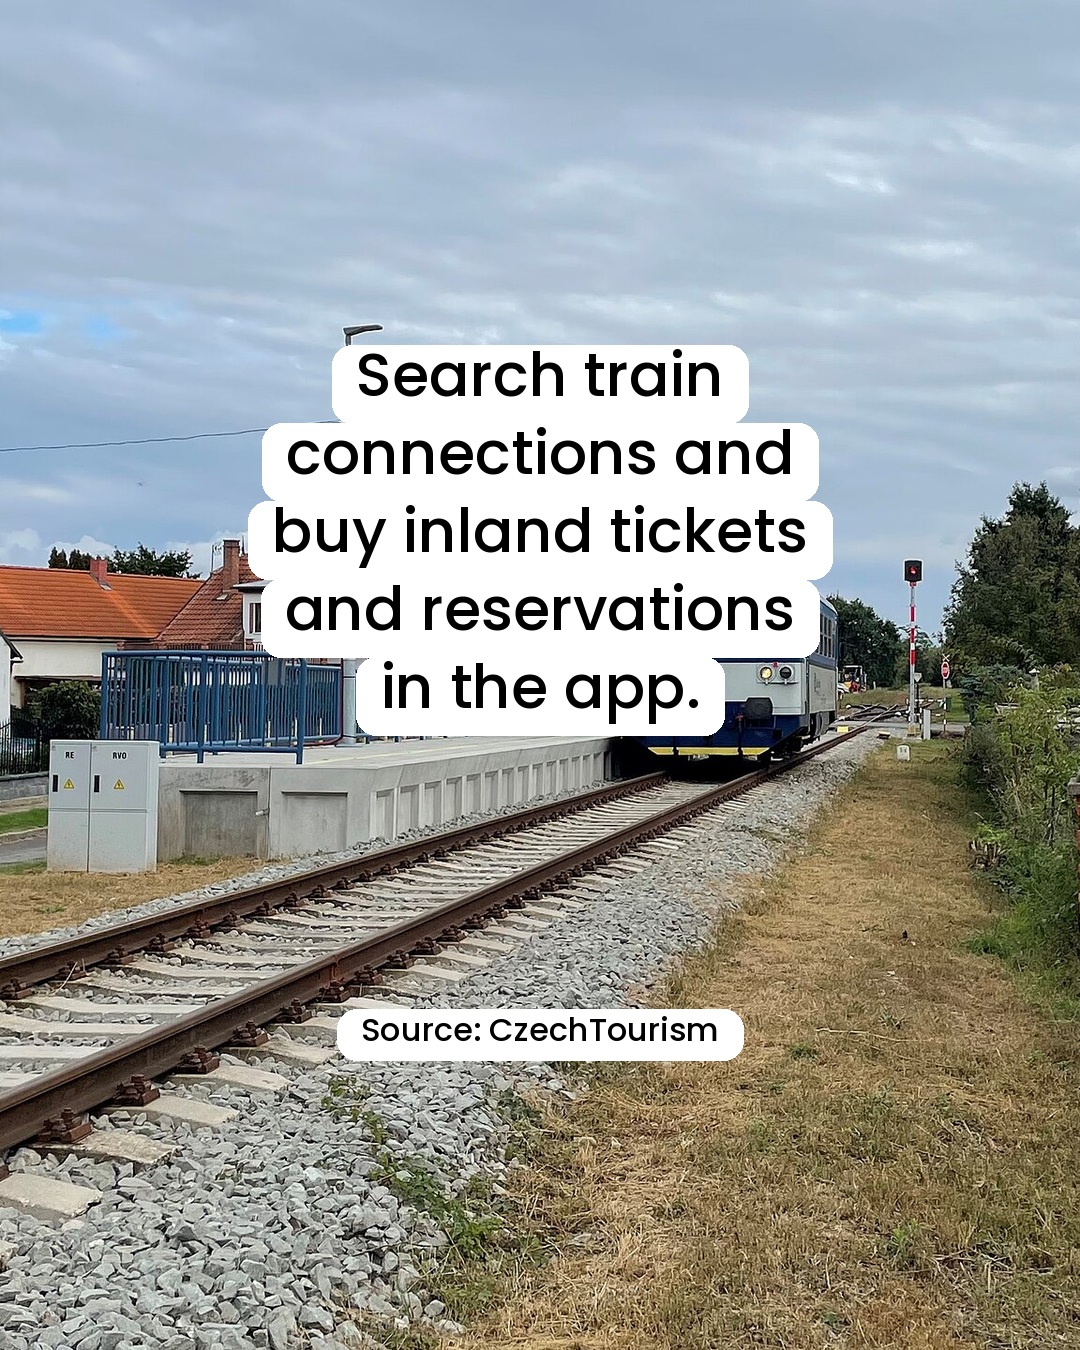 Search train
connections and
buy inland tickets
and reservations
in the app.
RE
RVO
Source: CzechTourism